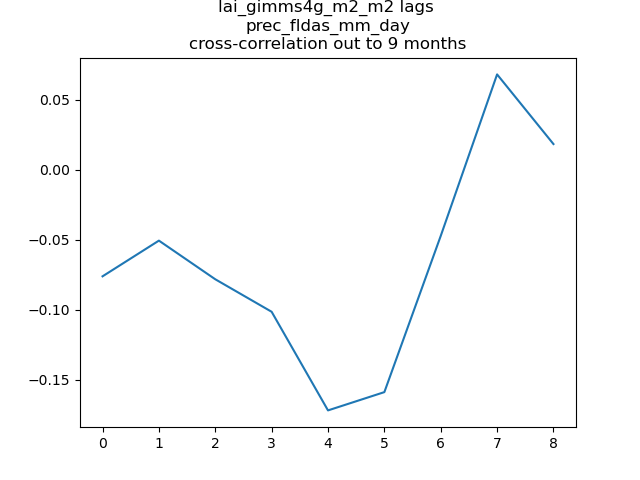 lai_gimms4g_m2_m2 lags
prec_fldas_mm_day
cross-correlation out to 9 months
0.05
0.00
−0.05
−0.10
−0.15
0 1 2 3 4 5 6 7 8